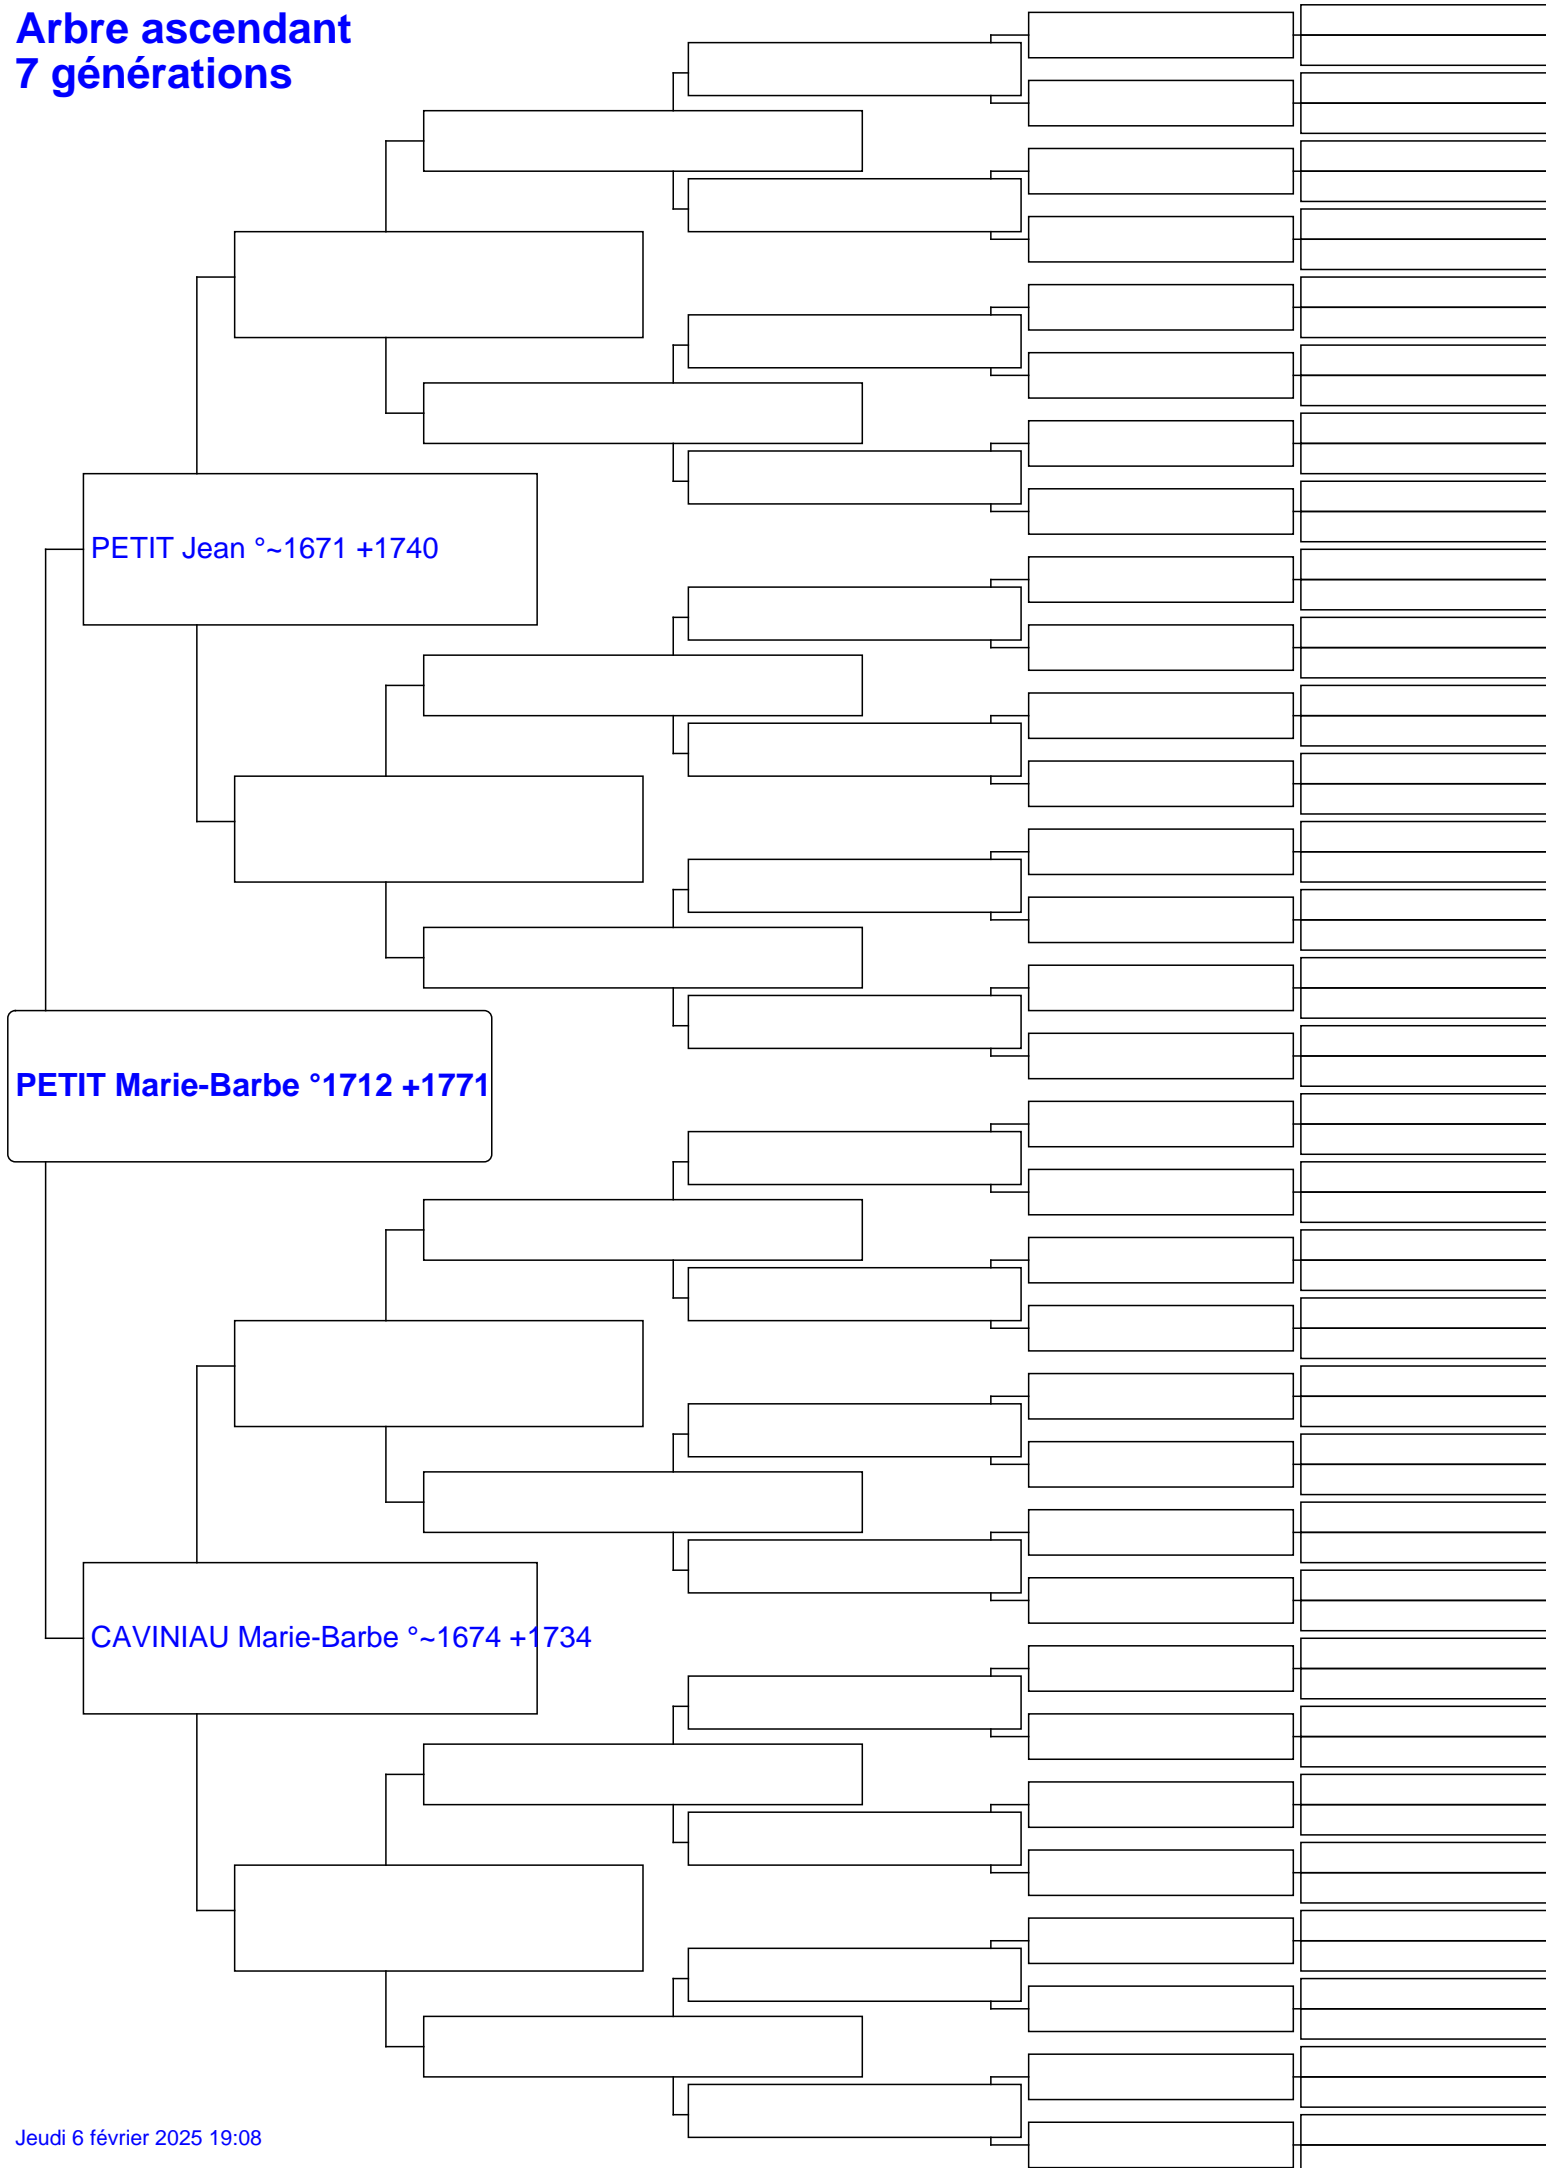 Arbre ascendant
7 générations
PETIT Jean °~1671 +1740
PETIT Marie-Barbe °1712 +1771
CAVINIAU Marie-Barbe °~1674 +1734
Jeudi 6 février 2025 19:08